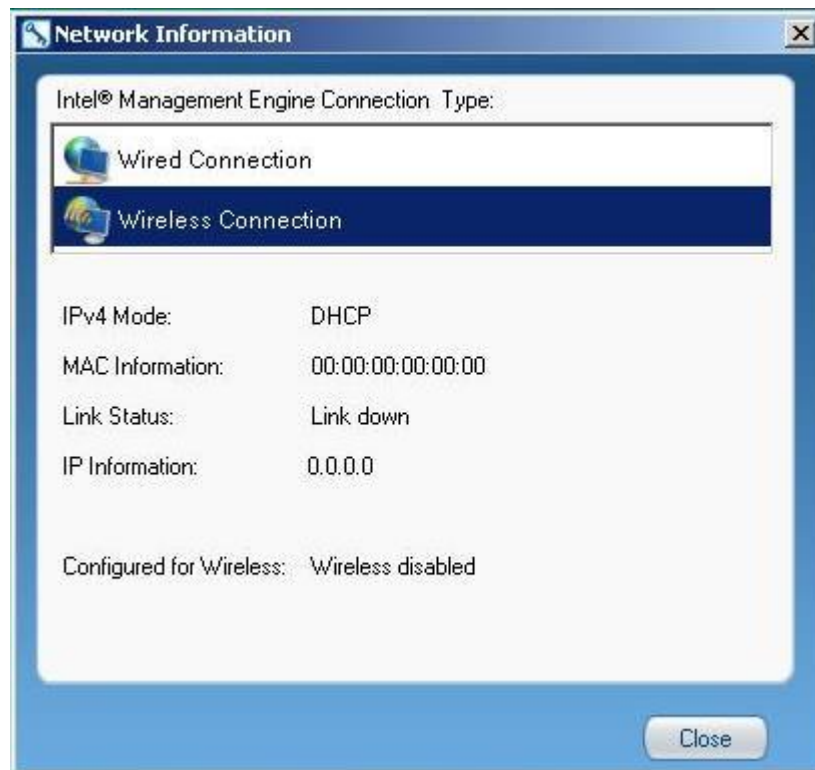 Network Information
Intel® Management Engine Connection Type:
Wired Connection
Wireless Connection
IPv4 Mode: DHCP
MAC Information: 00:00:00:00:00:00
Link Status: Link down
IP Information: 0.0.0.0
Configured for Wireless: Wireless disabled
Close